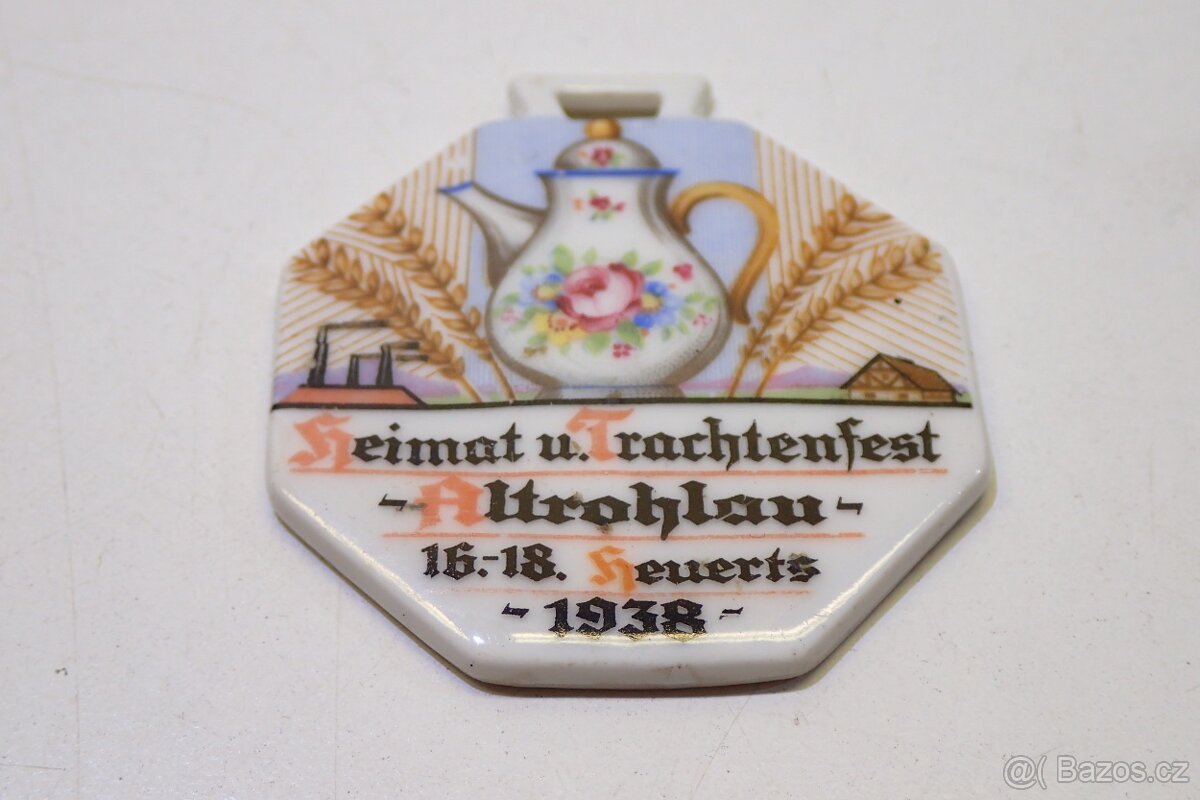 Heimat u. Trachtenfest
- Altrohlau -
16.-18. Heuerts
- 1938 -
@( Bazos.cz